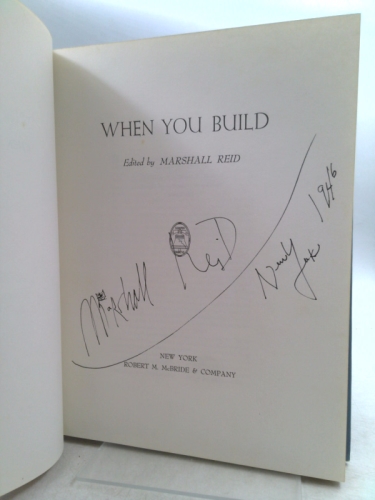 WHEN YOU BUILD
Edited by MARSHALL REID
Marshall Reid
New York 1946
NEW YORK
ROBERT M. McBRIDE & COMPANY